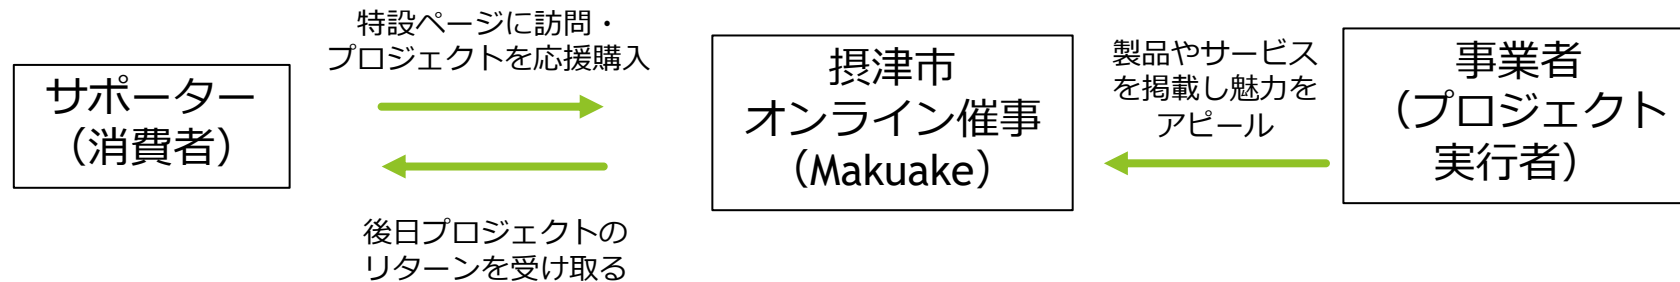 特設ページに訪問・
プロジェクトを応援購入
サポーター
（消費者）
後日プロジェクトの
リターンを受け取る
摂津市
オンライン催事
（Makuake）
製品やサービス
を掲載し魅力を
アピール
事業者
（プロジェクト
実行者）